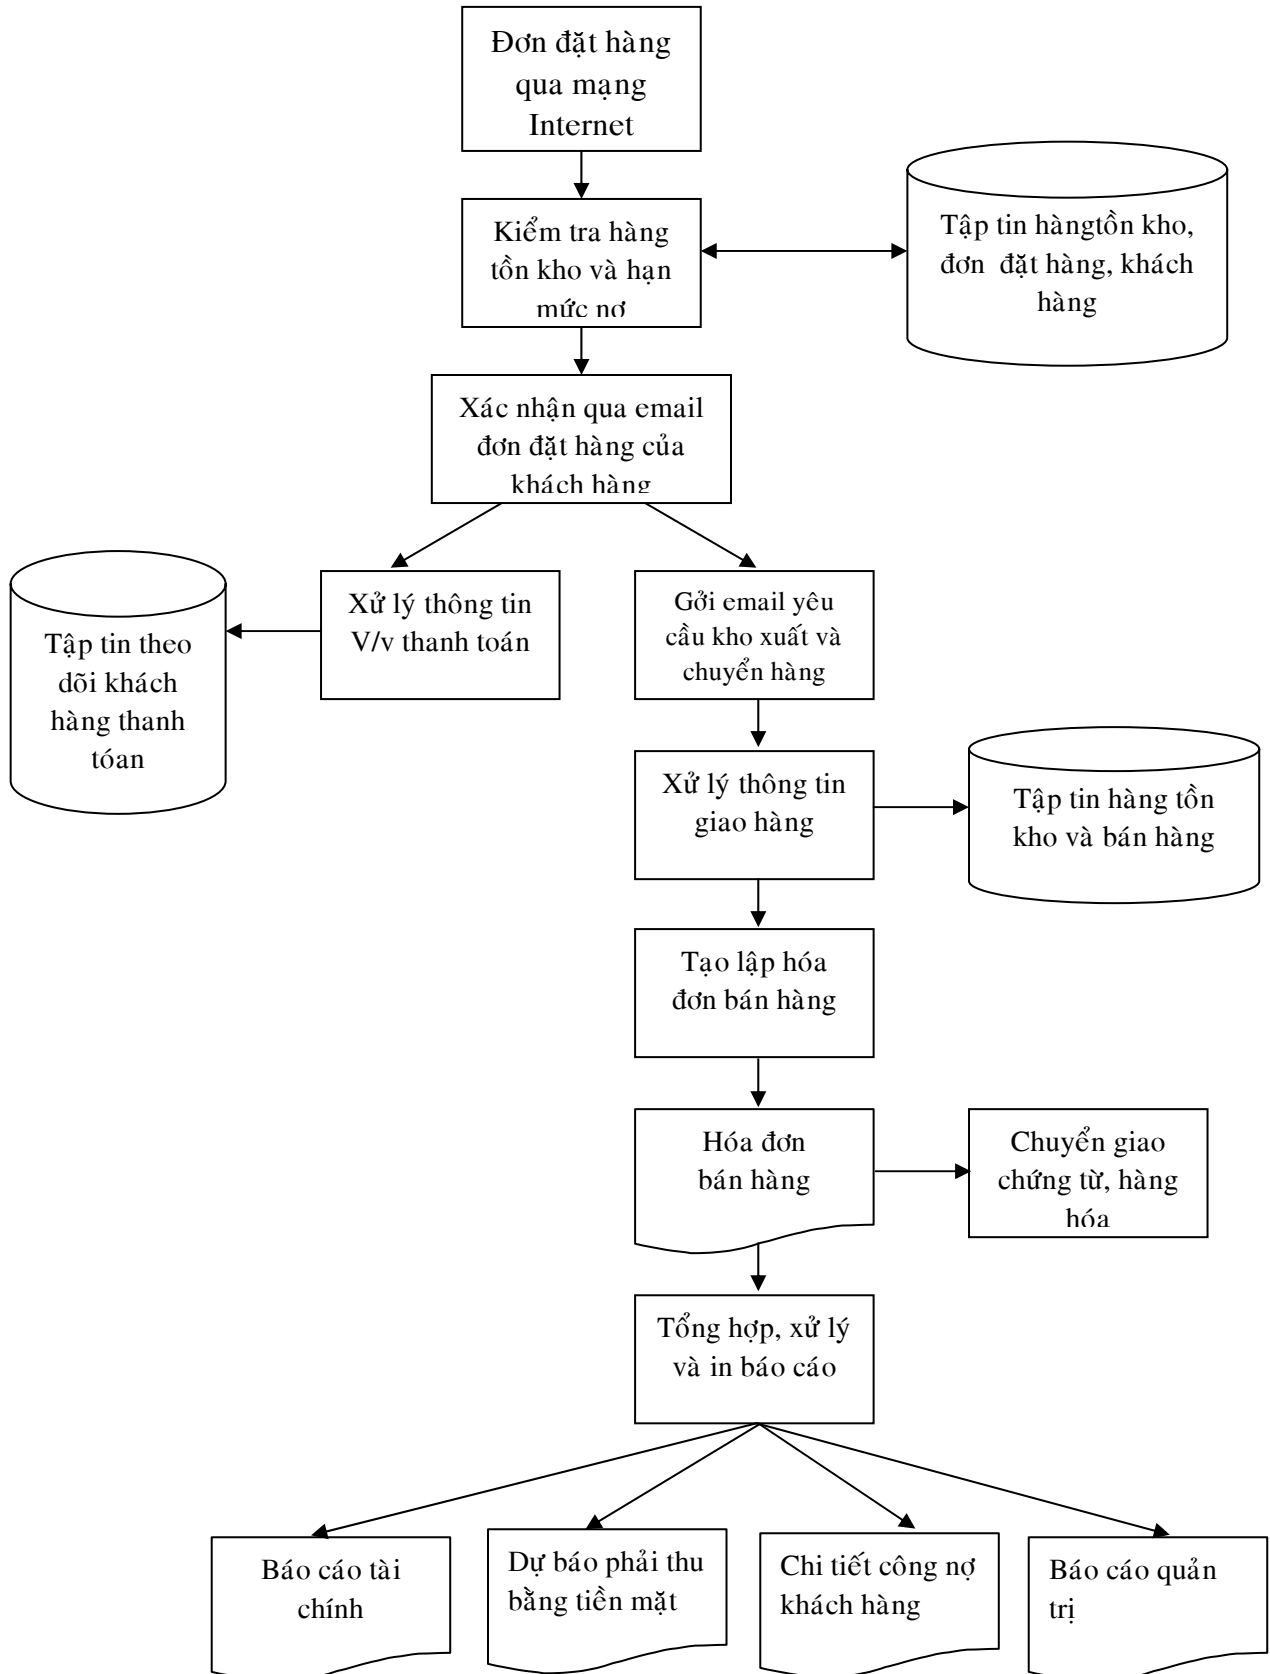 Đơn đặt hàng
qua mạng
Internet
Kiểm tra hàng
tồn kho và hạn
mức nợ
Tập tin hàngtồn kho,
đơn đặt hàng, khách
hàng
Xác nhận qua email
đơn đặt hàng của
khách hàng
Tập tin theo
dõi khách
hàng thanh
tóan
Xử lý thông tin
V/v thanh toán
Gởi email yêu
cầu kho xuất và
chuyển hàng
Xử lý thông tin
giao hàng
Tập tin hàng tồn
kho và bán hàng
Tạo lập hóa
đơn bán hàng
Hóa đơn
bán hàng
Chuyển giao
chứng từ, hàng
hóa
Tổng hợp, xử lý
và in báo cáo
Báo cáo tài
chính
Dự báo phải thu
bằng tiền mặt
Chi tiết công nợ
khách hàng
Báo cáo quản
trị